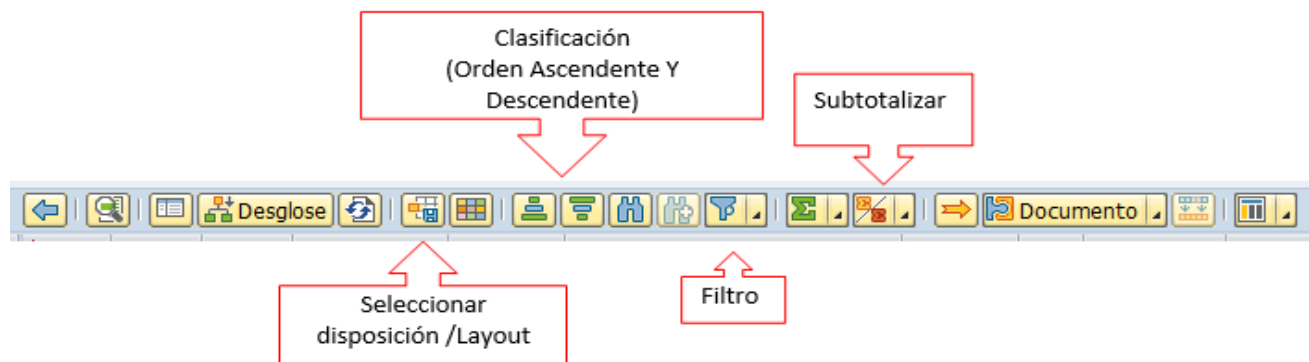 Clasificación
(Orden Ascendente Y
Descendente)
Subtotalizar
Desglose
Documento
Seleccionar
disposición /Layout
Filtro